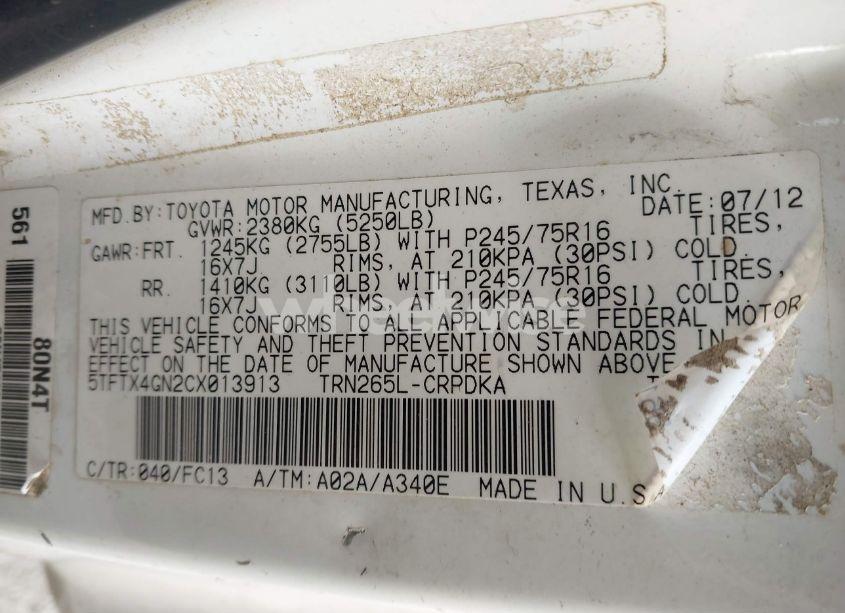 MFD.BY:TOYOTA MOTOR MANUFACTURING, TEXAS, INC.
GVWR:2380KG (5250LB) DATE:07/12
GAWR:FRT. 1245KG (2755LB) WITH P245/75R16 TIRES,
16X7J RIMS, AT 210KPA (30PSI) COLD.
RR. 1410KG (3110LB) WITH P245/75R16 TIRES,
16X7J RIMS, AT 210KPA (30PSI) COLD.
THIS VEHICLE CONFORMS TO ALL APPLICABLE FEDERAL MOTOR
VEHICLE SAFETY AND THEFT PREVENTION STANDARDS IN
EFFECT ON THE DATE OF MANUFACTURE SHOWN ABOVE.
5TFTX4GN2CX013913 TRN265L-CRPDKA
C/TR:040/FC13 A/TM:A02A/A340E MADE IN U.S
561
80N4T